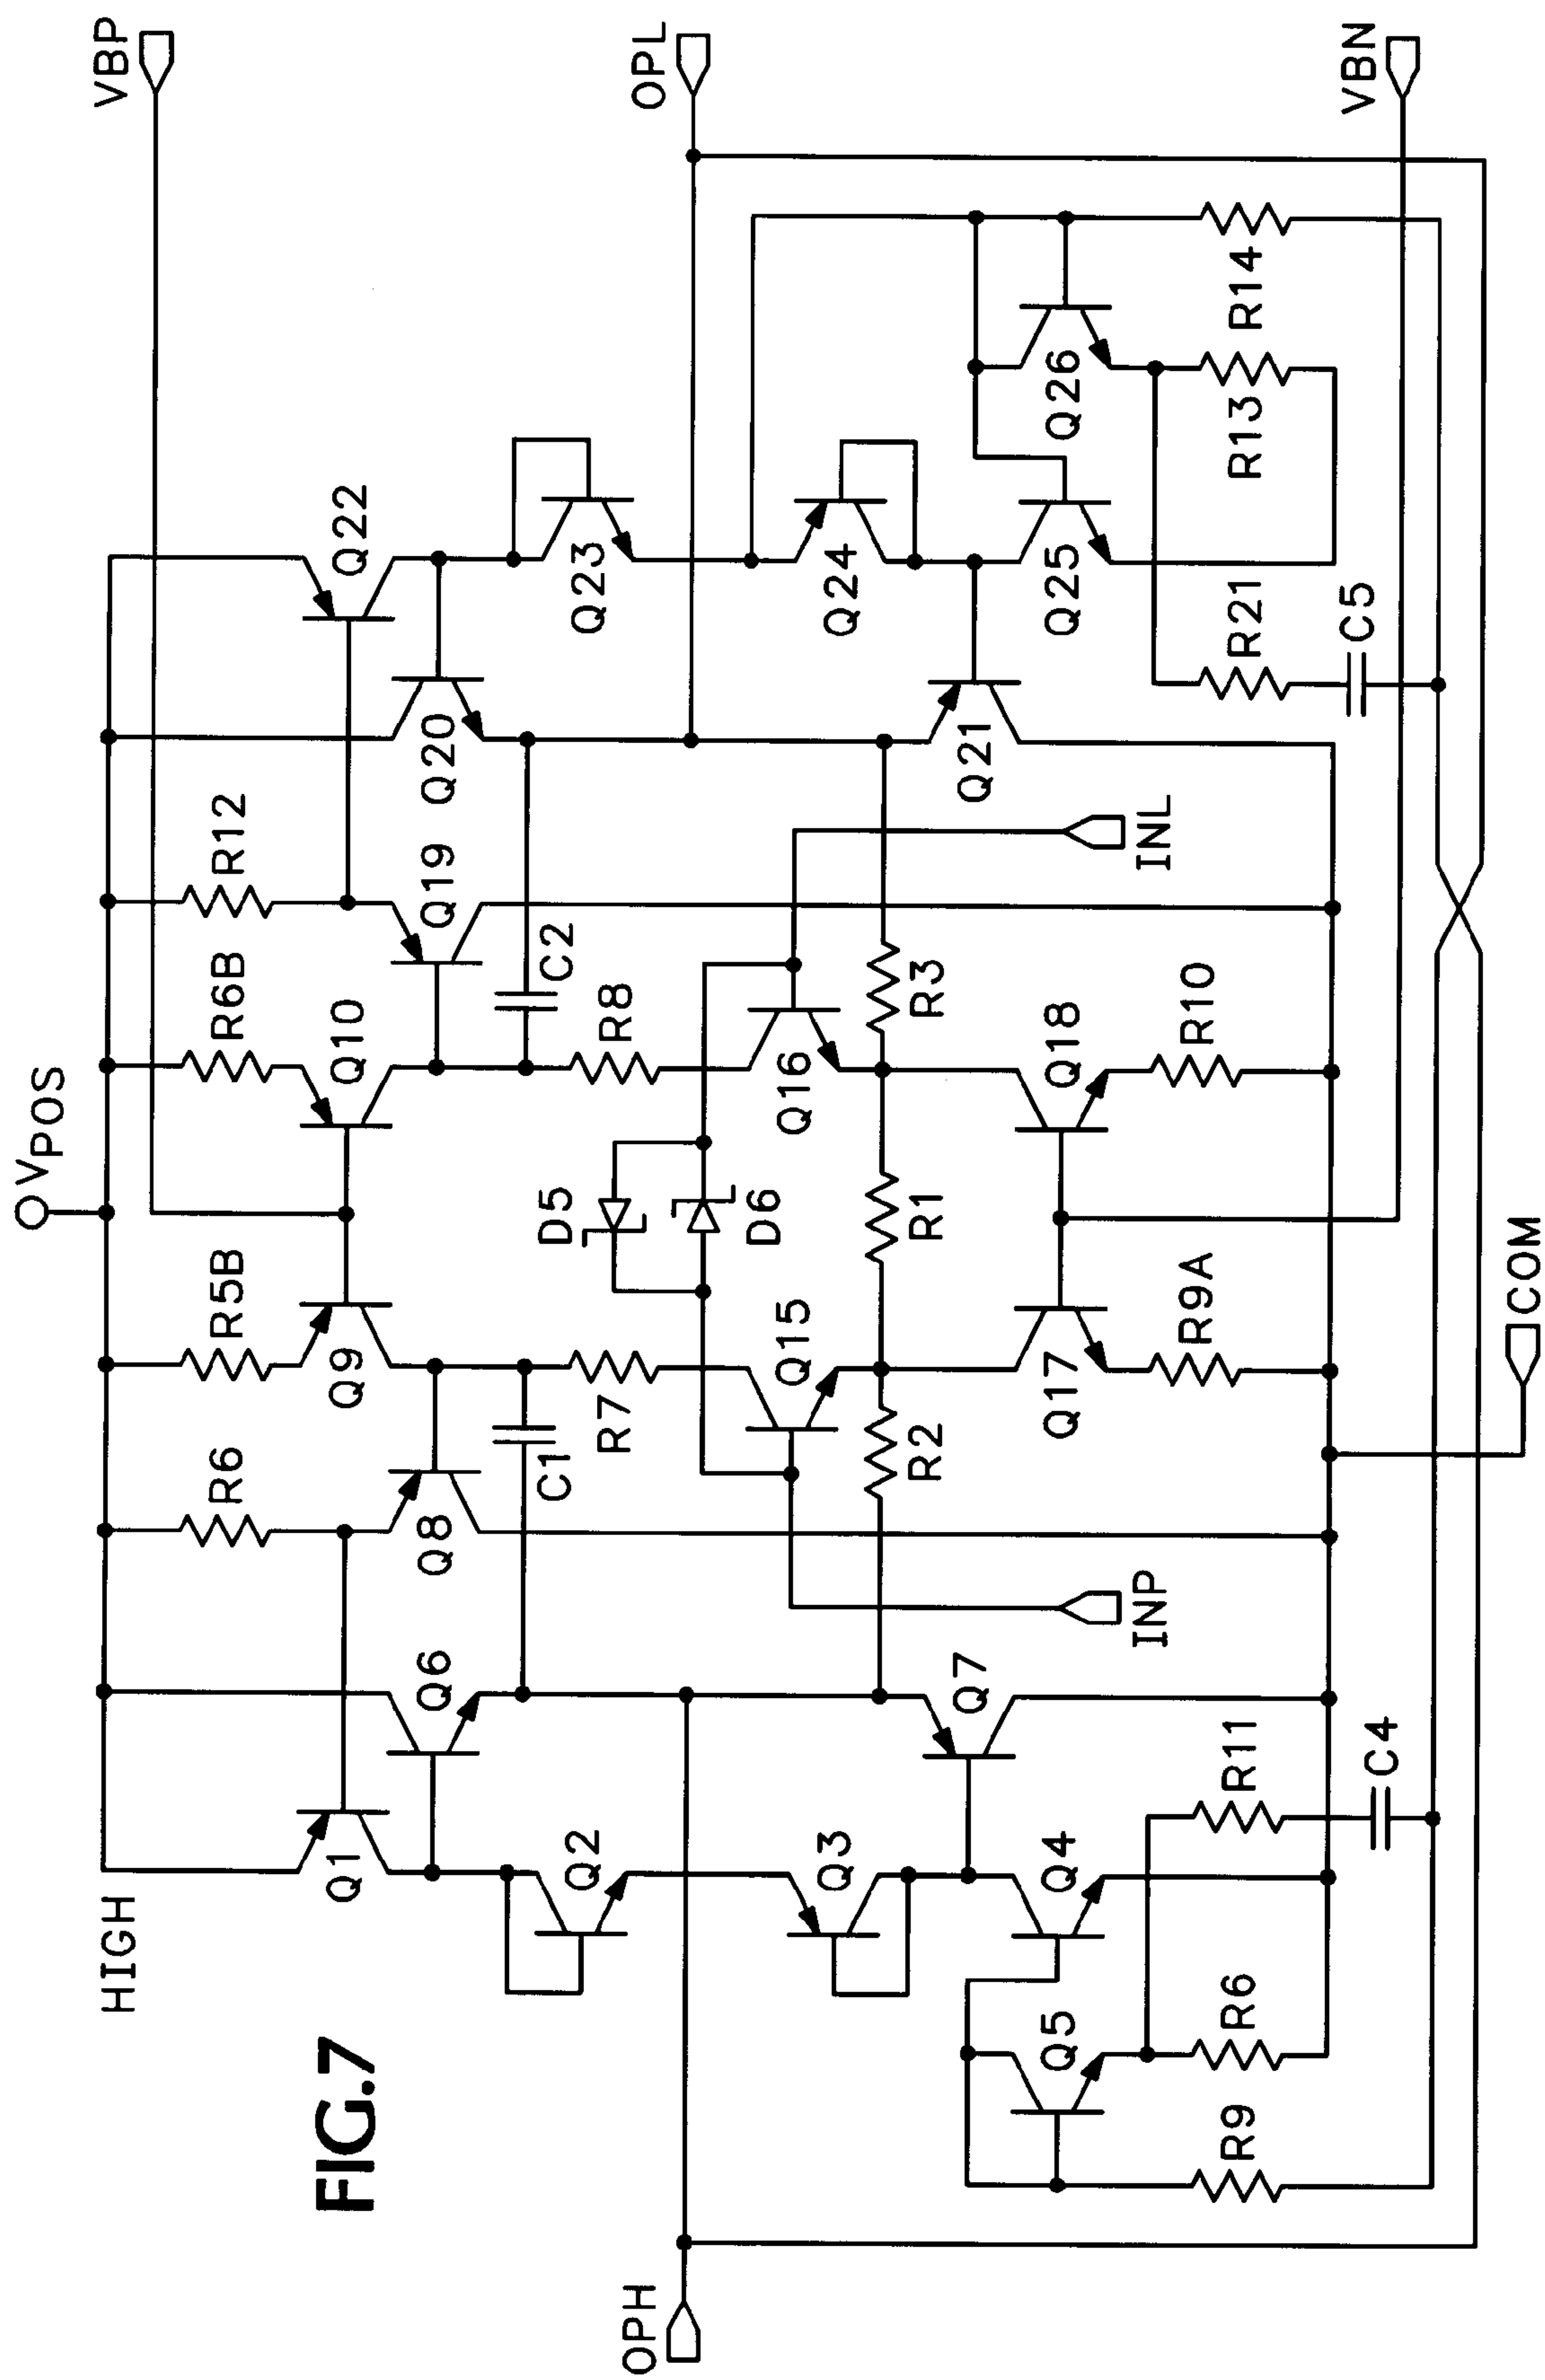 FIG.7
HIGH
VPOS
VBP
R6
R5B
R6B
R12
Q1
Q9
Q10
Q22
Q6
Q8
Q19
Q20
C1
C2
Q2
R7
D5
R8
Q23
OPH
OPL
D6
Q3
Q15
Q16
Q24
R2
R1
R3
Q7
Q21
Q5
Q4
Q17
Q18
Q25
Q26
INP
INL
R9
R6
R11
R9A
R10
R21
R13
R14
C4
C5
VBN
COM